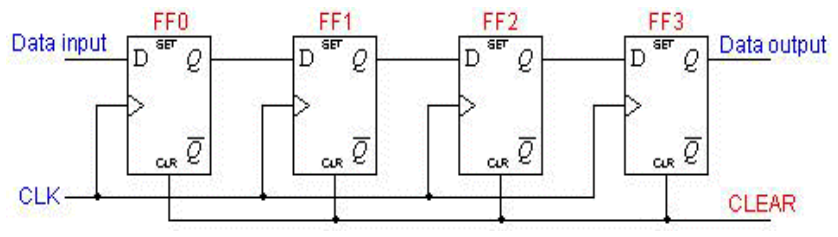 FF0 FF1 FF2 FF3
Data input SET SET SET SET Data output
D Q D Q D Q D Q
Q̅ Q̅ Q̅ Q̅
CLR CLR CLR CLR
CLK
CLEAR